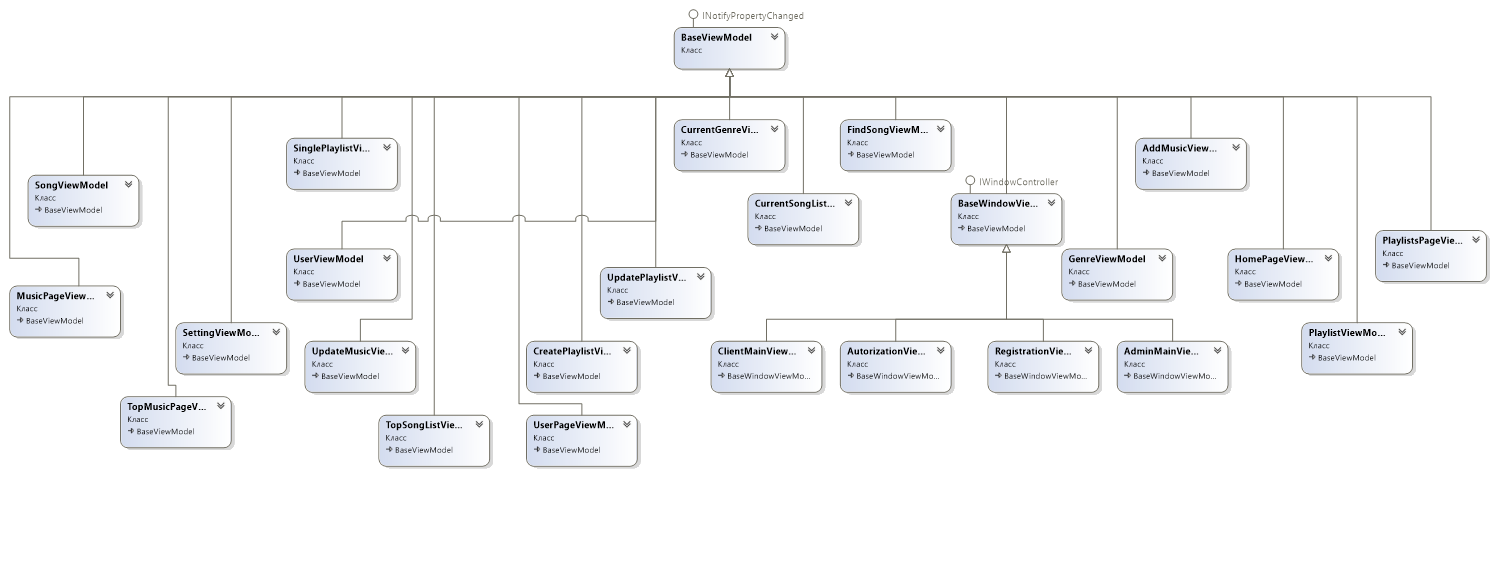 INotifyPropertyChanged
BaseViewModel
Класс
CurrentGenreVi...
Класс
BaseViewModel
FindSongViewM...
Класс
BaseViewModel
SinglePlaylistVi...
Класс
BaseViewModel
AddMusicView...
Класс
BaseViewModel
SongViewModel
Класс
BaseViewModel
IWindowController
CurrentSongList...
Класс
BaseViewModel
BaseWindowVie...
Класс
BaseViewModel
PlaylistsPageVie...
Класс
BaseViewModel
UserViewModel
Класс
BaseViewModel
GenreViewModel
Класс
BaseViewModel
HomePageView...
Класс
BaseViewModel
UpdatePlaylistV...
Класс
BaseViewModel
MusicPageView...
Класс
BaseViewModel
SettingViewMo...
Класс
BaseViewModel
PlaylistViewMo...
Класс
BaseViewModel
UpdateMusicVie...
Класс
BaseViewModel
CreatePlaylistVi...
Класс
BaseViewModel
ClientMainView...
Класс
BaseWindowViewMo...
AutorizationVie...
Класс
BaseWindowViewMo...
RegistrationVie...
Класс
BaseWindowViewMo...
AdminMainVie...
Класс
BaseWindowViewMo...
TopMusicPageV...
Класс
BaseViewModel
TopSongListVie...
Класс
BaseViewModel
UserPageViewM...
Класс
BaseViewModel